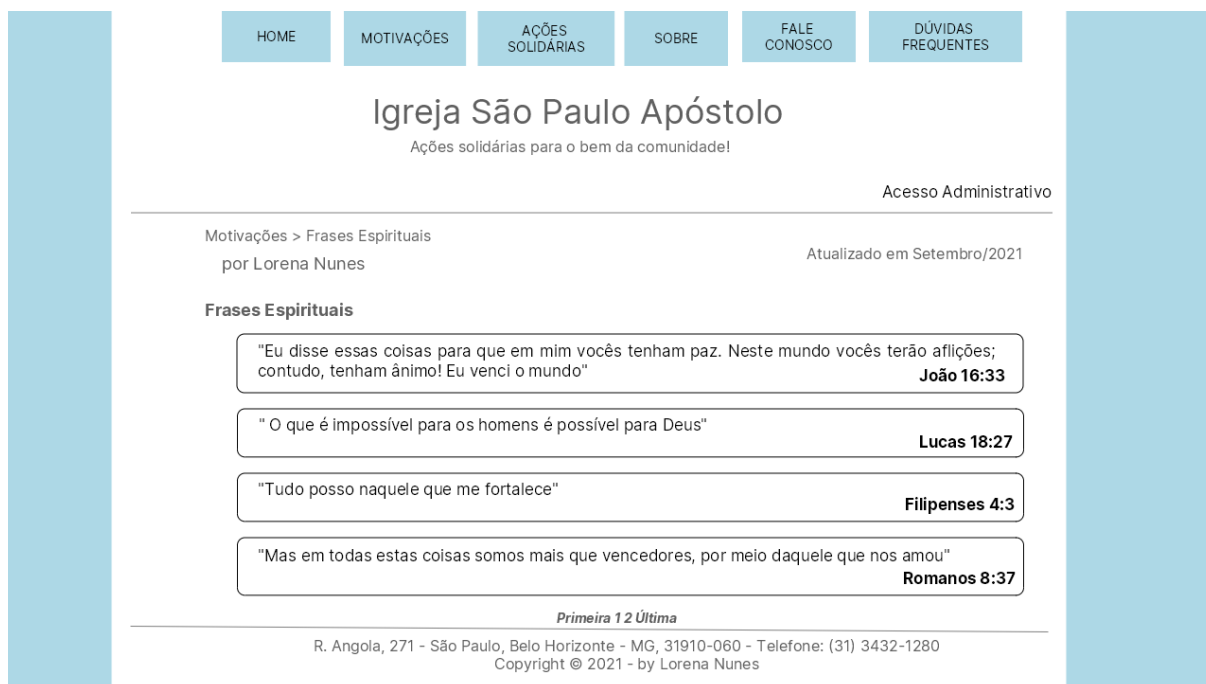 HOME
MOTIVAÇÕES
AÇÕES
SOLIDÁRIAS
SOBRE
FALE
CONOSCO
DÚVIDAS
FREQUENTES
Igreja São Paulo Apóstolo
Ações solidárias para o bem da comunidade!
Acesso Administrativo
Motivações > Frases Espirituais
por Lorena Nunes
Atualizado em Setembro/2021
Frases Espirituais
"Eu disse essas coisas para que em mim vocês tenham paz. Neste mundo vocês terão aflições;
contudo, tenham ânimo! Eu venci o mundo"
João 16:33
" O que é impossível para os homens é possível para Deus"
Lucas 18:27
"Tudo posso naquele que me fortalece"
Filipenses 4:3
"Mas em todas estas coisas somos mais que vencedores, por meio daquele que nos amou"
Romanos 8:37
Primeira 1 2 Última
R. Angola, 271 - São Paulo, Belo Horizonte - MG, 31910-060 - Telefone: (31) 3432-1280
Copyright © 2021 - by Lorena Nunes